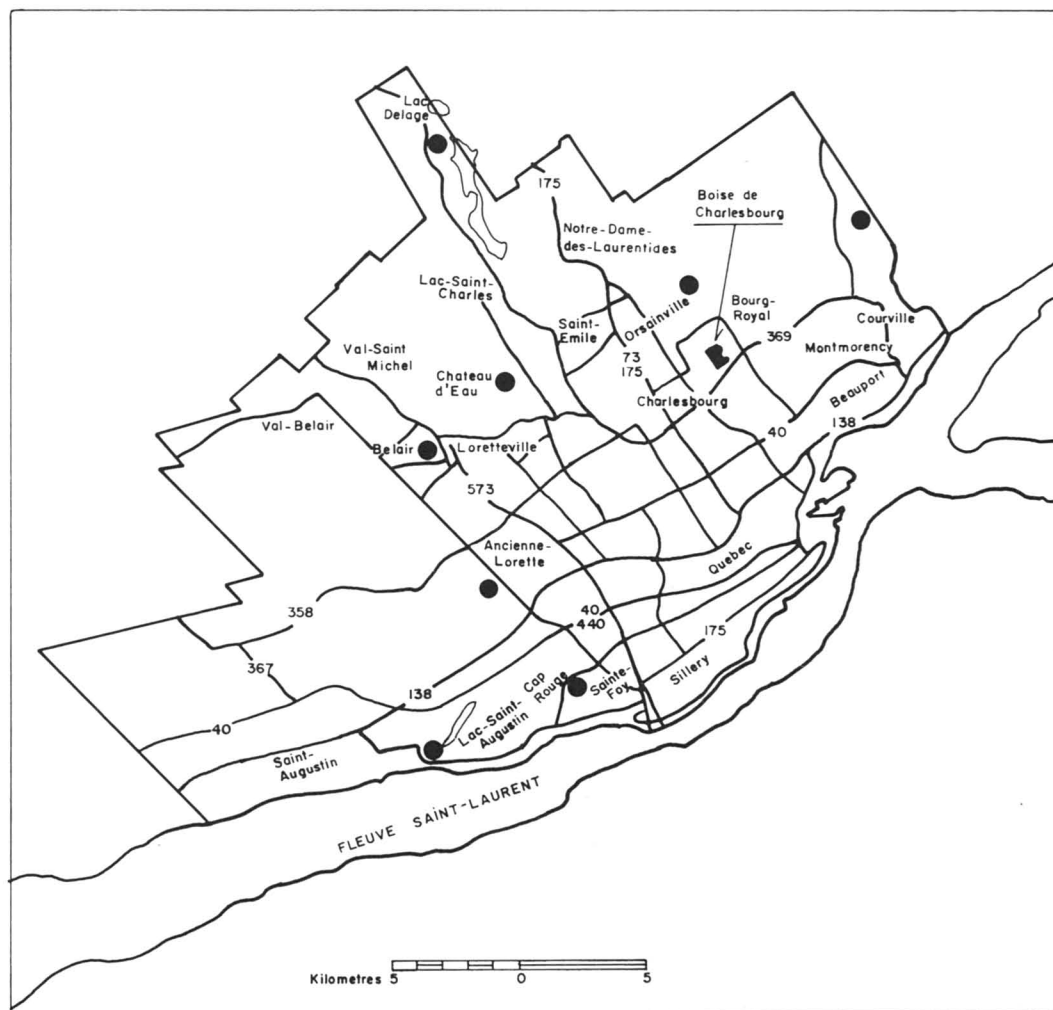 Lac
Delage
175
Boise de
Charlesbourg
Notre-Dame-
des-Laurentides
Lac-Saint-
Charles
Saint-
Emile
Orsainville
Bourg-
Royal
369
Courville
Montmorency
Val-Saint
Michel
73
175
Chateau
d'Eau
Charlesbourg
Beauport
138
40
Val-Belair
Belair
Loretteville
573
Ancienne-
Lorette
Quebec
358
40
440
175
367
Sillery
Sainte-
Foy
Cap
Rouge
138
Lac-Saint-
Augustin
40
Saint-
Augustin
FLEUVE SAINT-LAURENT
Kilometres 5 0 5